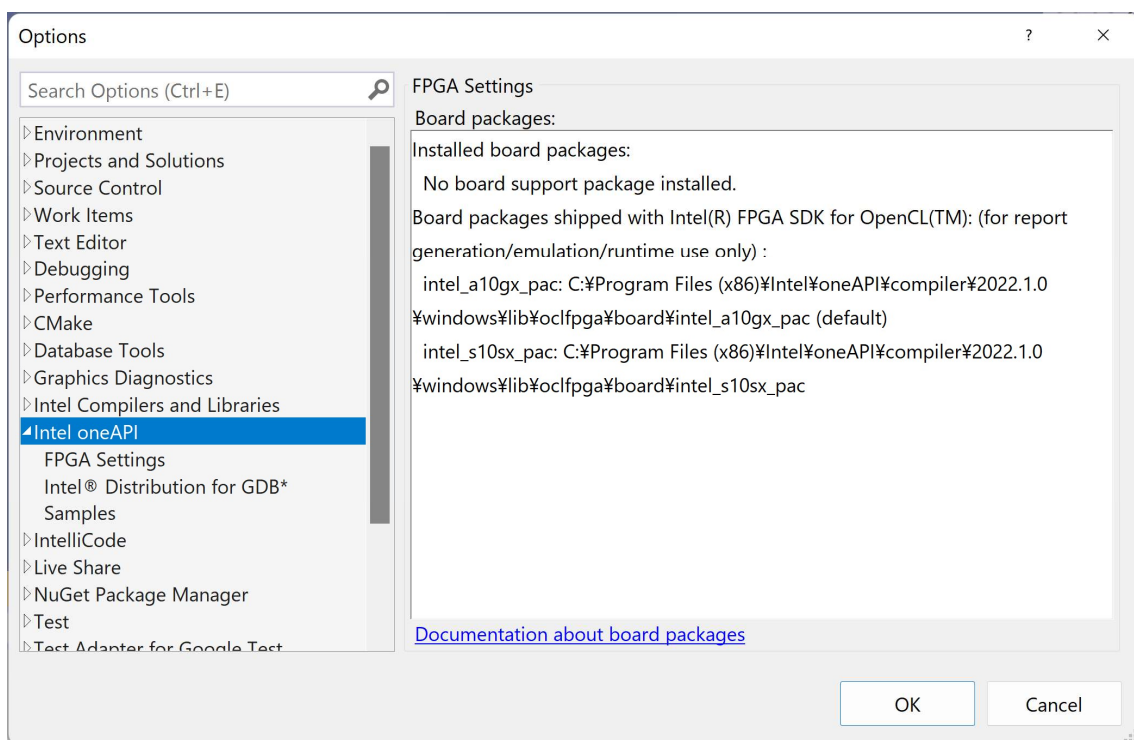 Options
?
Search Options (Ctrl+E)
Environment
Projects and Solutions
Source Control
Work Items
Text Editor
Debugging
Performance Tools
CMake
Database Tools
Graphics Diagnostics
Intel Compilers and Libraries
Intel oneAPI
FPGA Settings
Intel® Distribution for GDB*
Samples
IntelliCode
Live Share
NuGet Package Manager
Test
Test Adapter for Google Test
FPGA Settings
Board packages:
Installed board packages:
No board support package installed.
Board packages shipped with Intel(R) FPGA SDK for OpenCL(TM): (for report
generation/emulation/runtime use only) :
intel_a10gx_pac: C:¥Program Files (x86)¥Intel¥oneAPI¥compiler¥2022.1.0
¥windows¥lib¥oclfpga¥board¥intel_a10gx_pac (default)
intel_s10sx_pac: C:¥Program Files (x86)¥Intel¥oneAPI¥compiler¥2022.1.0
¥windows¥lib¥oclfpga¥board¥intel_s10sx_pac
Documentation about board packages
OK
Cancel